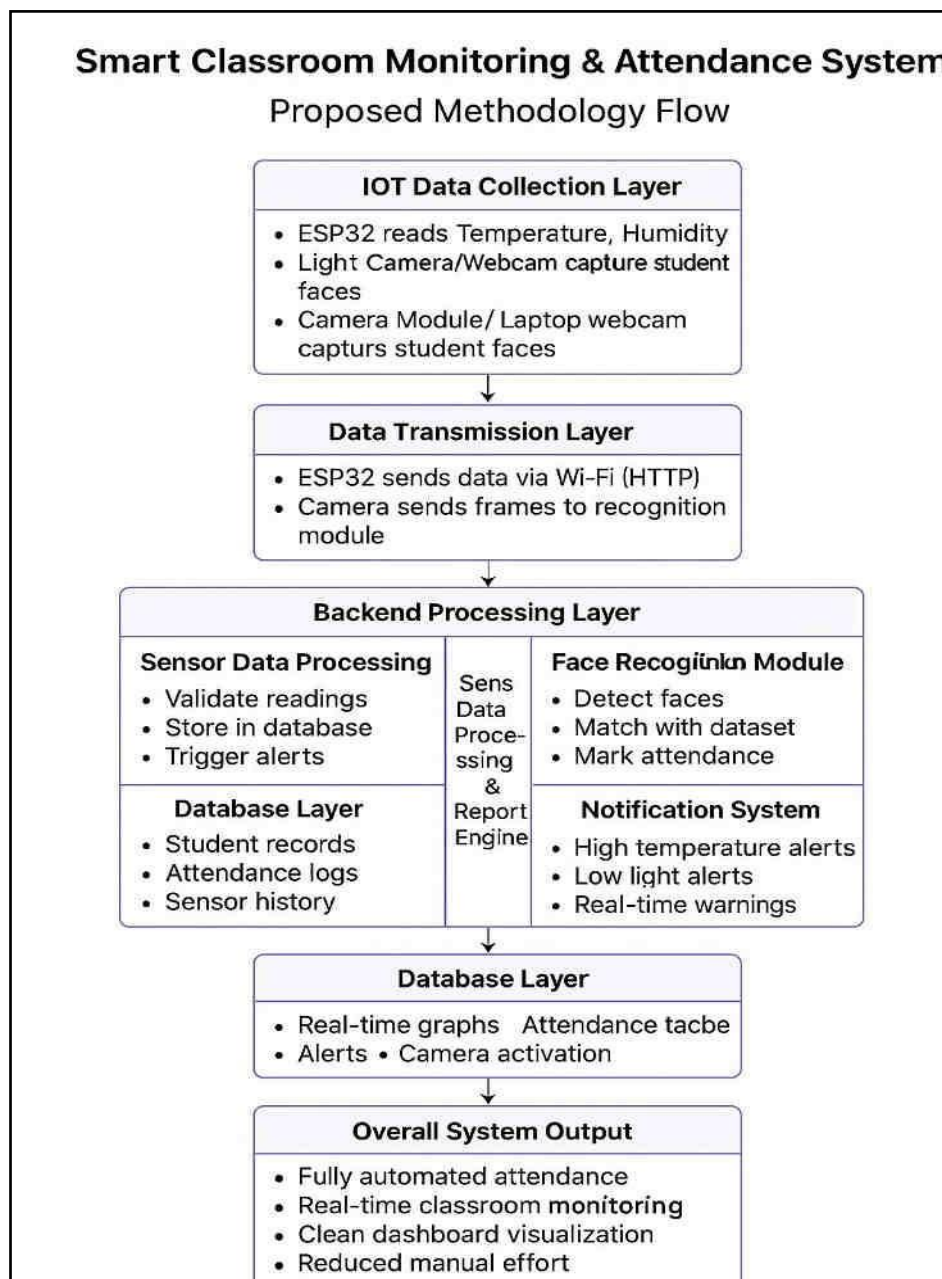 Smart Classroom Monitoring & Attendance System
Proposed Methodology Flow
IOT Data Collection Layer
• ESP32 reads Temperature, Humidity
• Light Camera/Webcam capture student
faces
• Camera Module/ Laptop webcam
capturs student faces
Data Transmission Layer
• ESP32 sends data via Wi-Fi (HTTP)
• Camera sends frames to recognition
module
Backend Processing Layer
Sensor Data Processing
• Validate readings
• Store in database
• Trigger alerts
Database Layer
• Student records
• Attendance logs
• Sensor history
Sens
Data
Proce-
ssing
&
Report
Engine
Face Module
• Detect faces
• Match with dataset
• Mark attendance
Notification System
• High temperature alerts
• Low light alerts
• Real-time warnings
Database Layer
• Real-time graphs Attendance tacbe
• Alerts • Camera activation
Overall System Output
• Fully automated attendance
• Real-time classroom monitoring
• Clean dashboard visualization
• Reduced manual effort